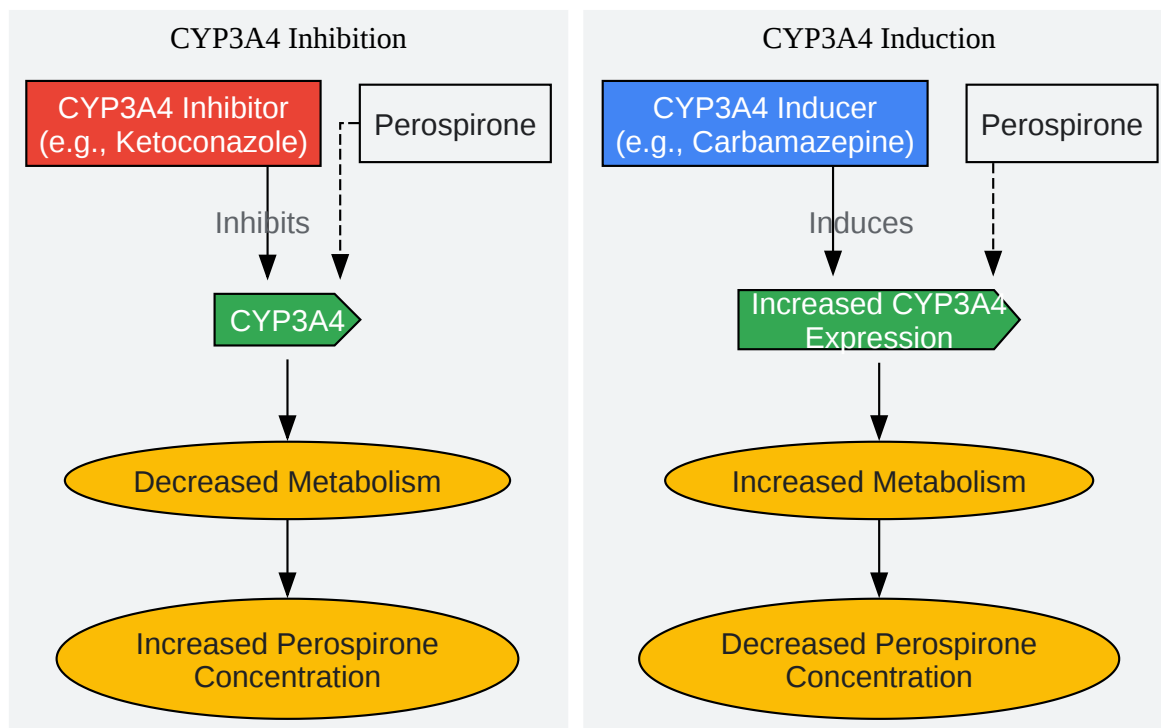 CYP3A4 Inhibition
CYP3A4 Inhibitor
(e.g., Ketoconazole)
Perospirone
Inhibits
CYP3A4
Decreased Metabolism
Increased Perospirone
Concentration
CYP3A4 Induction
CYP3A4 Inducer
(e.g., Carbamazepine)
Perospirone
Induces
Increased CYP3A4
Expression
Increased Metabolism
Decreased Perospirone
Concentration